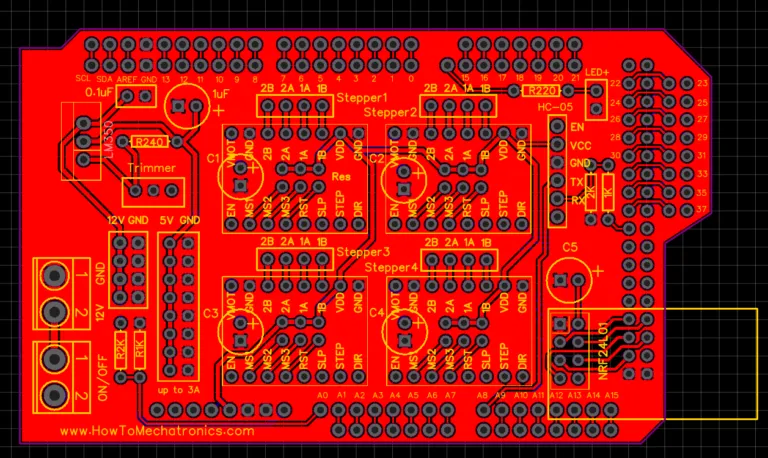 SCL SDA AREF GND 13 12 11 10 9 8 7 6 5 4 3 2 1 0 15 16 17 18 19 20 21
LED+
0.1uF
1uF
R220
22 23
2B 2A 1A 1B
Stepper1
2B 2A 1A 1B
Stepper2
HC-05
24 25
26 27
28 29
30 31
33
35
37
LM350
R240
Trimmer
EN
VCC
GND
TX
RX
2K
1K
C1
VMOT GND 2B 2A 1A 1B VDD GND
Res
EN MS1 MS2 MS3 RST SLP STEP DIR
C2
VMOT GND 2B 2A 1A 1B VDD GND
EN MS1 MS2 MS3 RST SLP STEP DIR
12V GND
5V GND
2B 2A 1A 1B
Stepper3
2B 2A 1A 1B
Stepper4
C5
1
2
GND
12V
C3
VMOT GND 2B 2A 1A 1B VDD GND
EN MS1 MS2 MS3 RST SLP STEP DIR
C4
VMOT GND 2B 2A 1A 1B VDD GND
EN MS1 MS2 MS3 RST SLP STEP DIR
NRF24L01
R2K
R1K
1
2
ON/OFF
up to 3A
A0 A1 A2 A3 A4 A5 A6 A7 A8 A9 A10 A11 A12 A13 A14 A15
www.HowToMechatronics.com